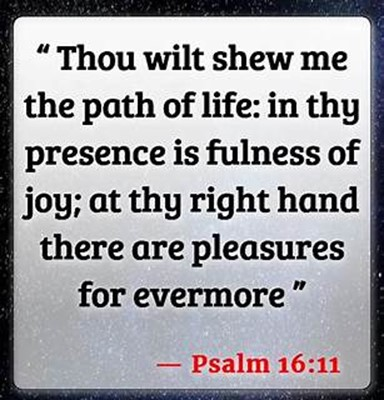 “ Thou wilt shew me
the path of life: in thy
presence is fulness of
joy; at thy right hand
there are pleasures
for evermore ”
— Psalm 16:11